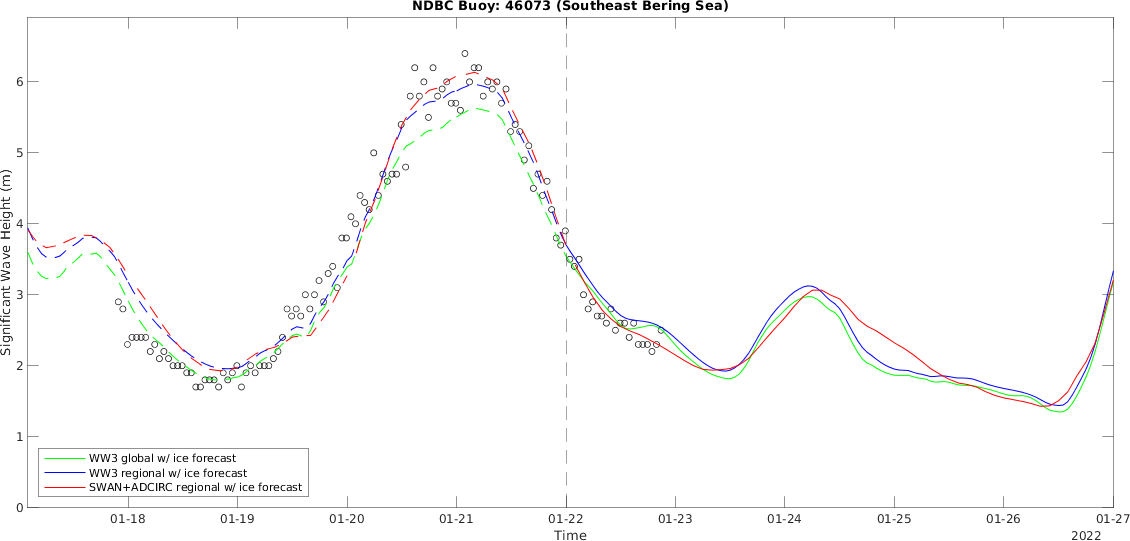 NDBC Buoy: 46073 (Southeast Bering Sea)
Significant Wave Height (m)
6
5
4
3
2
1
0
WW3 global w/ ice forecast
WW3 regional w/ ice forecast
SWAN+ADCIRC regional w/ ice forecast
01-18 01-19 01-20 01-21 01-22 01-23 01-24 01-25 01-26 01-27
Time
2022